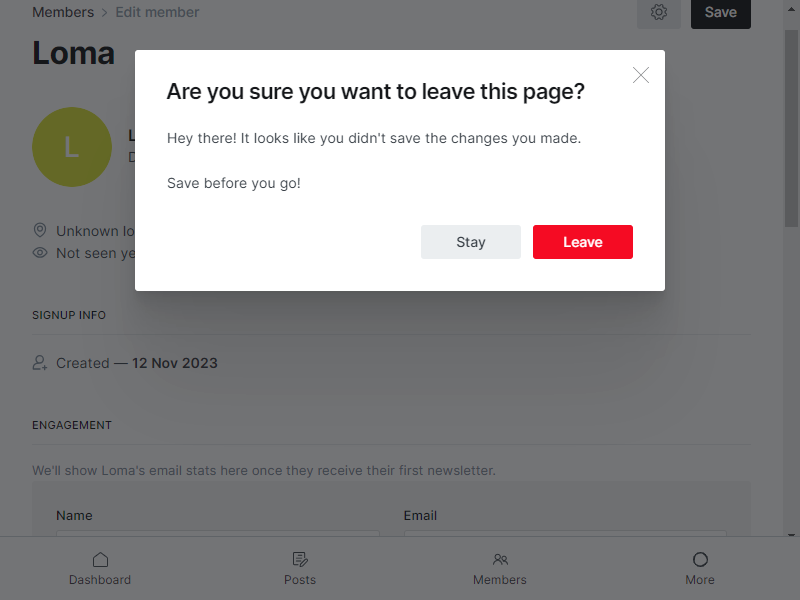 Members > Edit member
Save
Loma
Are you sure you want to leave this page?
Hey there! It looks like you didn't save the changes you made.
Save before you go!
Stay
Leave
L
Unknown
Not seen
SIGNUP INFO
Created — 12 Nov 2023
ENGAGEMENT
We'll show Loma's email stats here once they receive their first newsletter.
Name
Email
Dashboard
Posts
Members
More